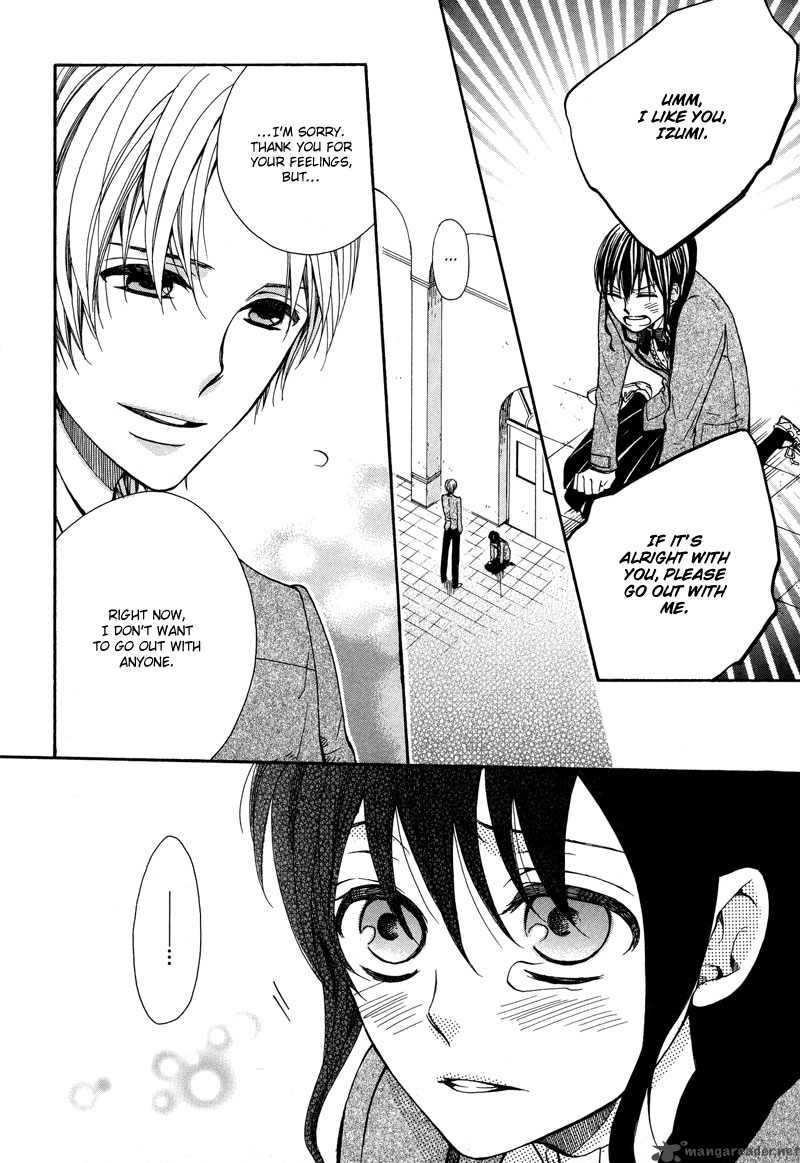 UMM,
I LIKE YOU,
IZUMI.
IF IT'S
ALRIGHT WITH
YOU, PLEASE
GO OUT WITH
ME.
...
...I'M SORRY.
THANK YOU FOR
YOUR FEELINGS,
BUT...
RIGHT NOW,
I DON'T WANT
TO GO OUT WITH
ANYONE.
—...
mangareader.net